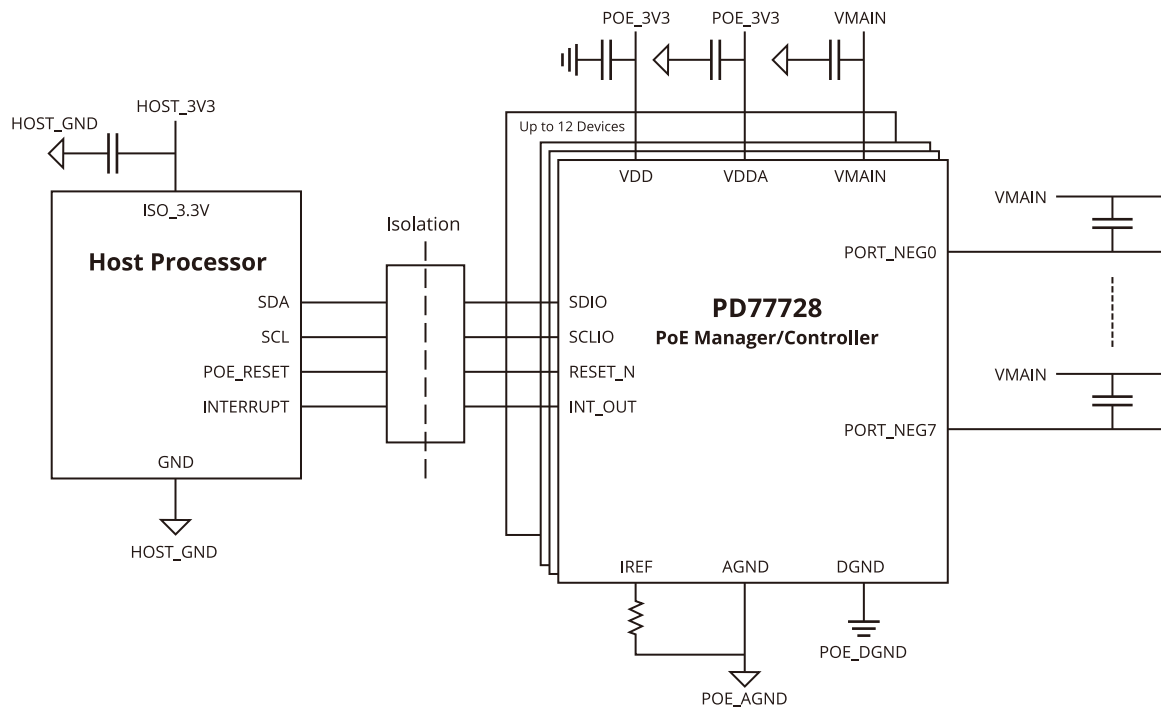 POE_3V3
POE_3V3
VMAIN
HOST_3V3
HOST_GND
Up to 12 Devices
VDD
VDDA
VMAIN
ISO_3.3V
Host Processor
Isolation
VMAIN
PORT_NEG0
SDA
SCL
POE_RESET
INTERRUPT
GND
HOST_GND
SDIO
SCLIO
RESET_N
INT_OUT
PD77728
PoE Manager/Controller
VMAIN
PORT_NEG7
IREF
AGND
DGND
POE_DGND
POE_AGND